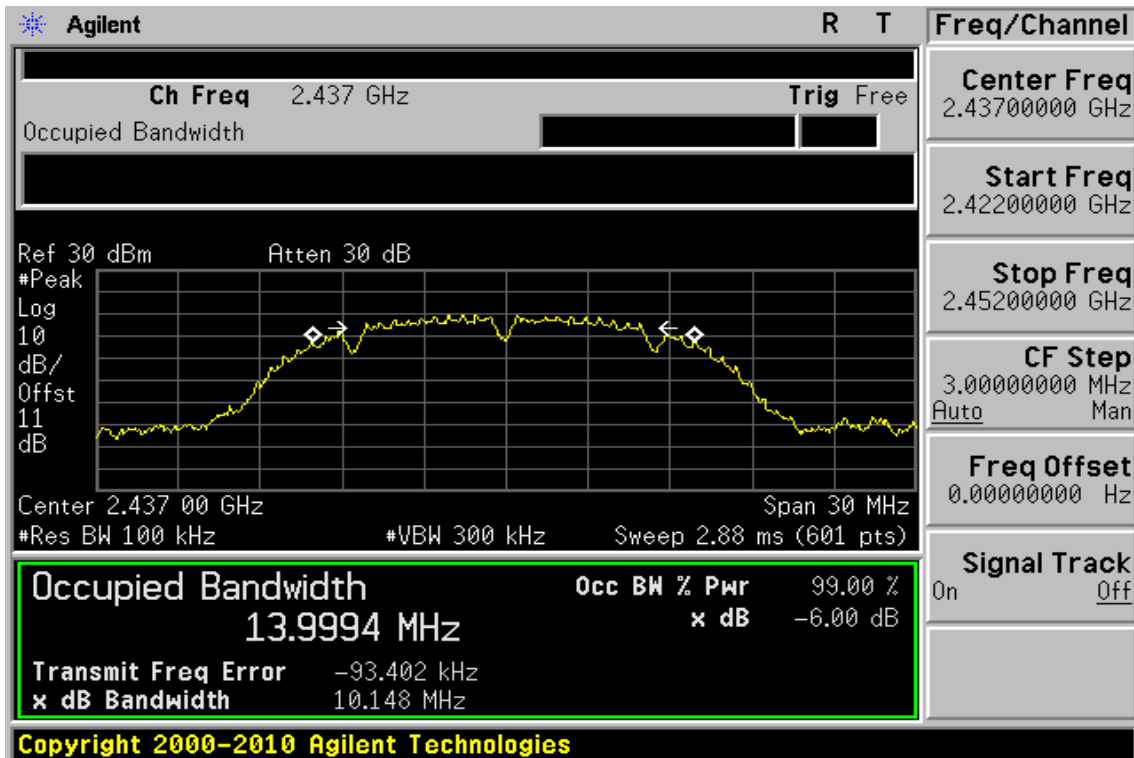 Agilent
R T
Ch Freq 2.437 GHz
Trig Free
Occupied Bandwidth
Ref 30 dBm
Atten 30 dB
#Peak
Log
10
dB/
Offst
11
dB
Center 2.437 00 GHz
Span 30 MHz
#Res BW 100 kHz
#VBW 300 kHz
Sweep 2.88 ms (601 pts)
Occupied Bandwidth
13.9994 MHz
Occ BW % Pwr 99.00 %
x dB -6.00 dB
Transmit Freq Error -93.402 kHz
x dB Bandwidth 10.148 MHz
Copyright 2000-2010 Agilent Technologies
Freq/Channel
Center Freq
2.43700000 GHz
Start Freq
2.42200000 GHz
Stop Freq
2.45200000 GHz
CF Step
3.00000000 MHz
Auto Man
Freq Offset
0.00000000 Hz
Signal Track
On Off